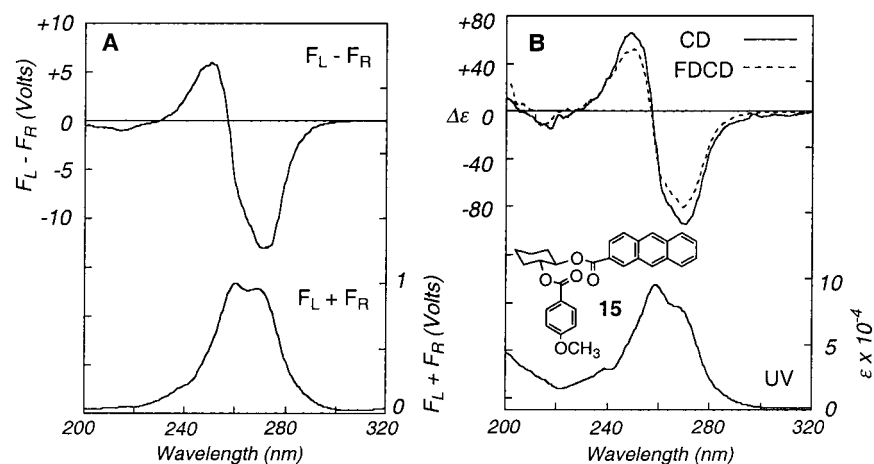 +10
+5
0
-5
-10
F_L - F_R (Volts)
A
F_L - F_R
1
0
F_L + F_R
F_L + F_R (Volts)
200
240
280
320
Wavelength (nm)
+80
+40
Δε
0
-40
-80
B
CD
FDCD
O
O
O
O
OCH₃
15
10
5
0
ε x 10⁻⁴
UV
200
240
280
320
Wavelength (nm)